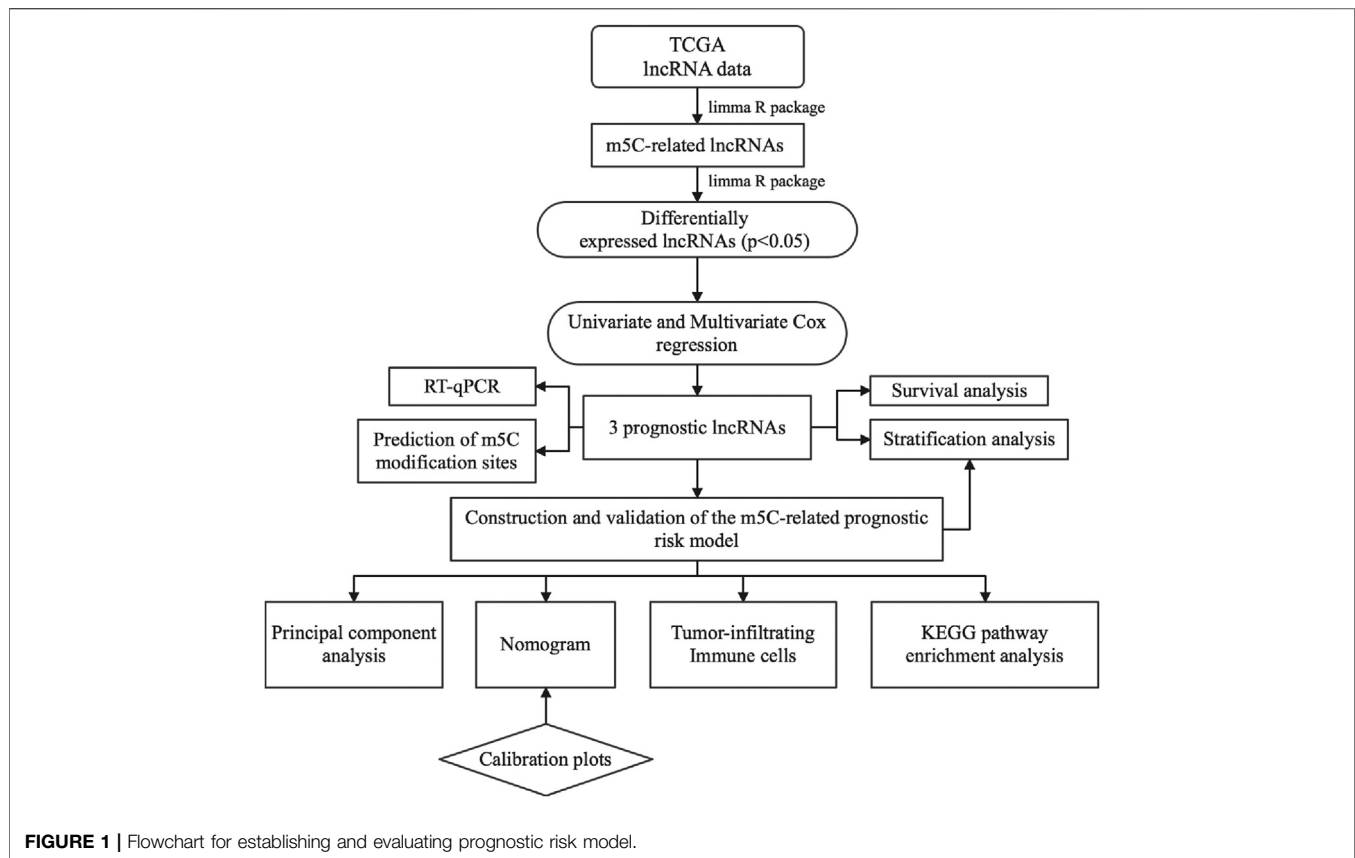 TCGA
lncRNA data
limma R package
m5C-related lncRNAs
limma R package
Differentially
expressed lncRNAs (p<0.05)
Univariate and Multivariate Cox
regression
RT-qPCR
Prediction of m5C
modification sites
3 prognostic lncRNAs
Survival analysis
Stratification analysis
Construction and validation of the m5C-related prognostic
risk model
Principal component
analysis
Nomogram
Tumor-infiltrating
Immune cells
KEGG pathway
enrichment analysis
Calibration plots
FIGURE 1 | Flowchart for establishing and evaluating prognostic risk model.